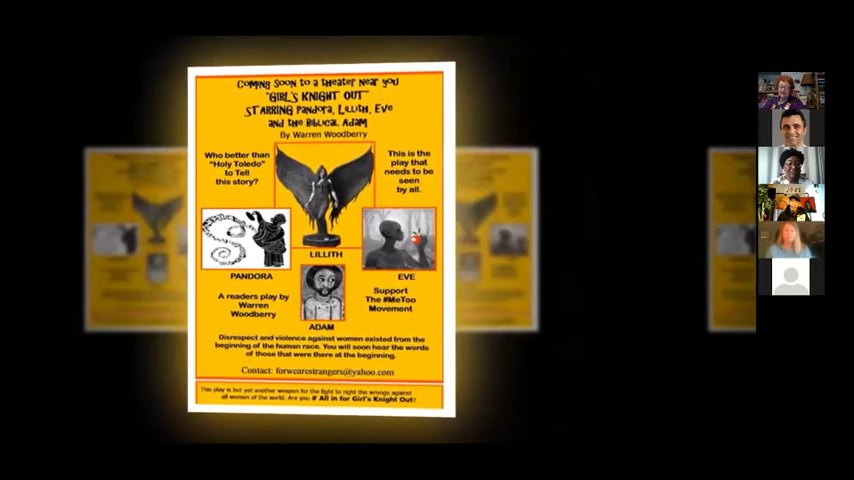 Coming soon to a theater near you
"GIRL'S KNIGHT OUT"
STARRING Pandora, Lillith, Eve
and the Biblical Adam
By Warren Woodberry
Who better than
"Holy Toledo"
to Tell
this story?
This is the
play that
needs to be
seen
by all.
LILLITH
PANDORA
EVE
A readers play by
Warren
Woodberry
Support
The #MeToo
Movement
ADAM
Disrespect and violence against women existed from the
beginning of the human race. You will soon hear the words
of those that were there at the beginning.
Contact: forwearestrangers@yahoo.com
This play is but yet another weapon for the fight to right the wrongs against
all women of the world. Are you # All in for Girl's Knight Out?